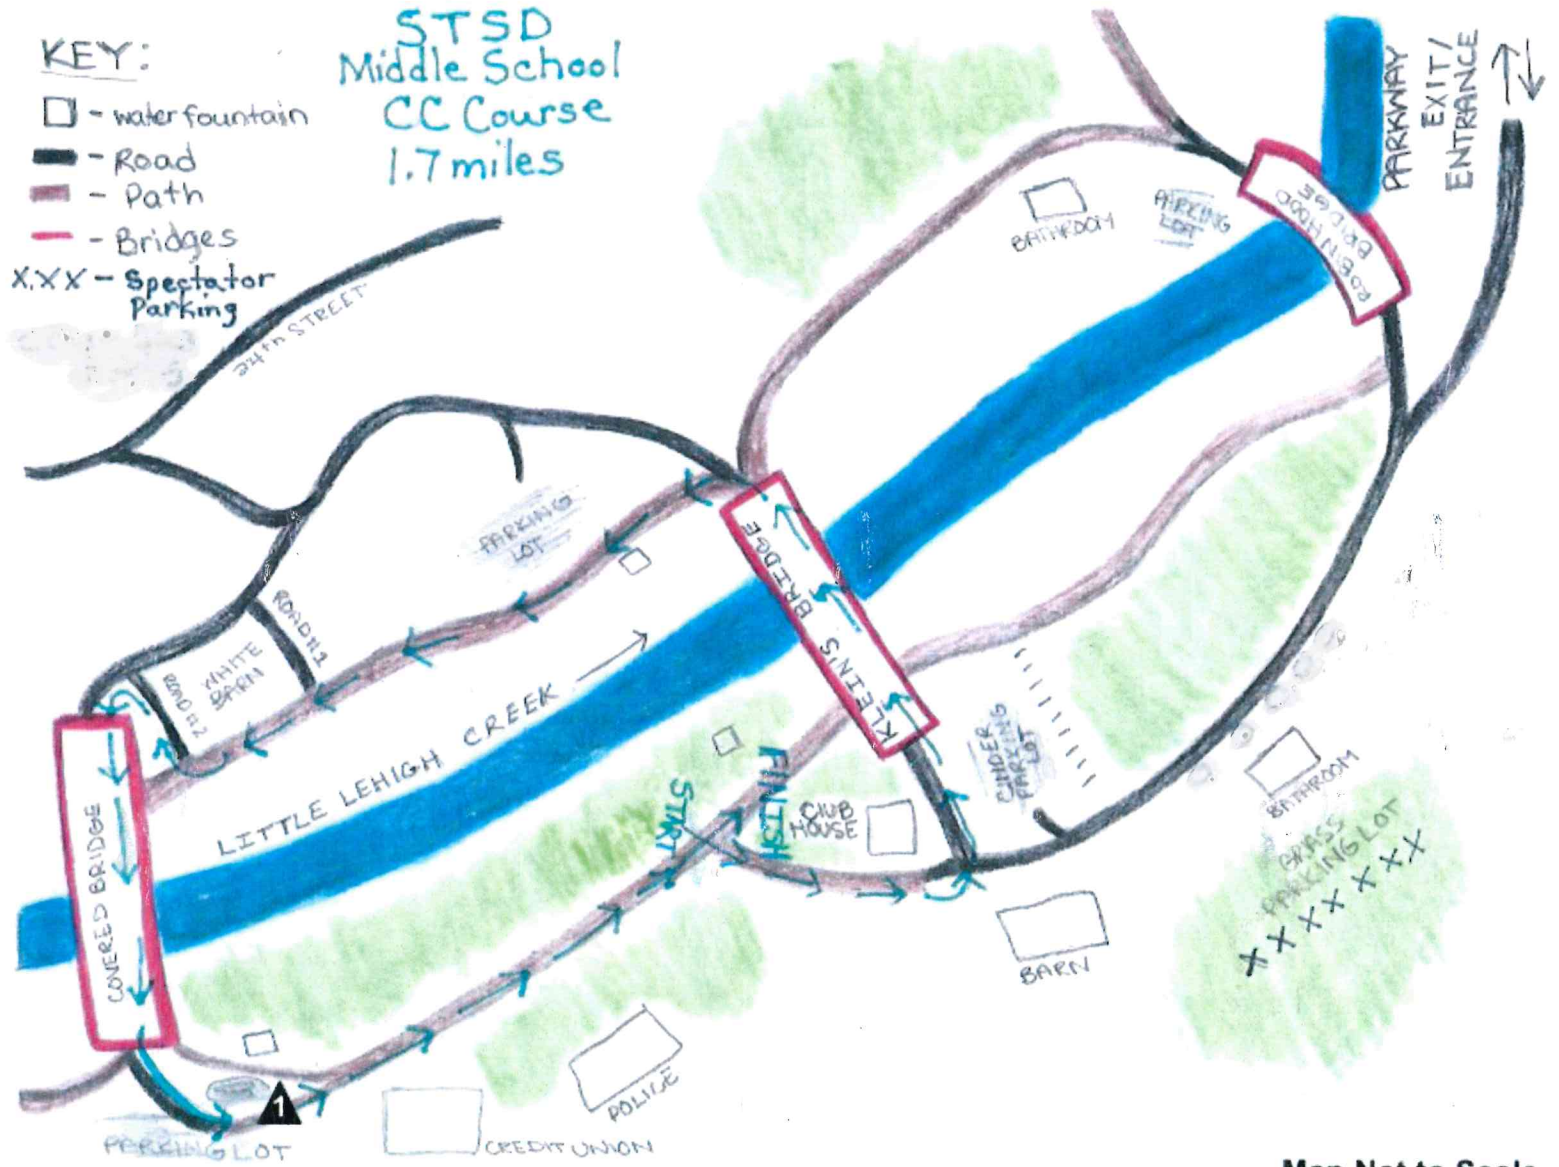 STSD
Middle School
CC Course
1.7 miles
KEY:
- water fountain
- Road
- Path
- Bridges
X.X.X - Spectator
Parking
24th STREET
PARKWAY
EXIT/
ENTRANCE
ROBIN HOOD
BRIDGE
BATHROOM
PARKING
LOT
PARKING
LOT
KLEIN'S BRIDGE
ROAD #1
WHITE
BARN
ROAD #2
LITTLE LEHIGH CREEK
COVERED BRIDGE
START
FINISH
CLUB
HOUSE
CINDER
PARKING
LOT
BATHROOM
GRASS
PARKING LOT
X X X X X X X
BARN
POLICE
CREDIT UNION
PARKING LOT
1
Map Not to Scale